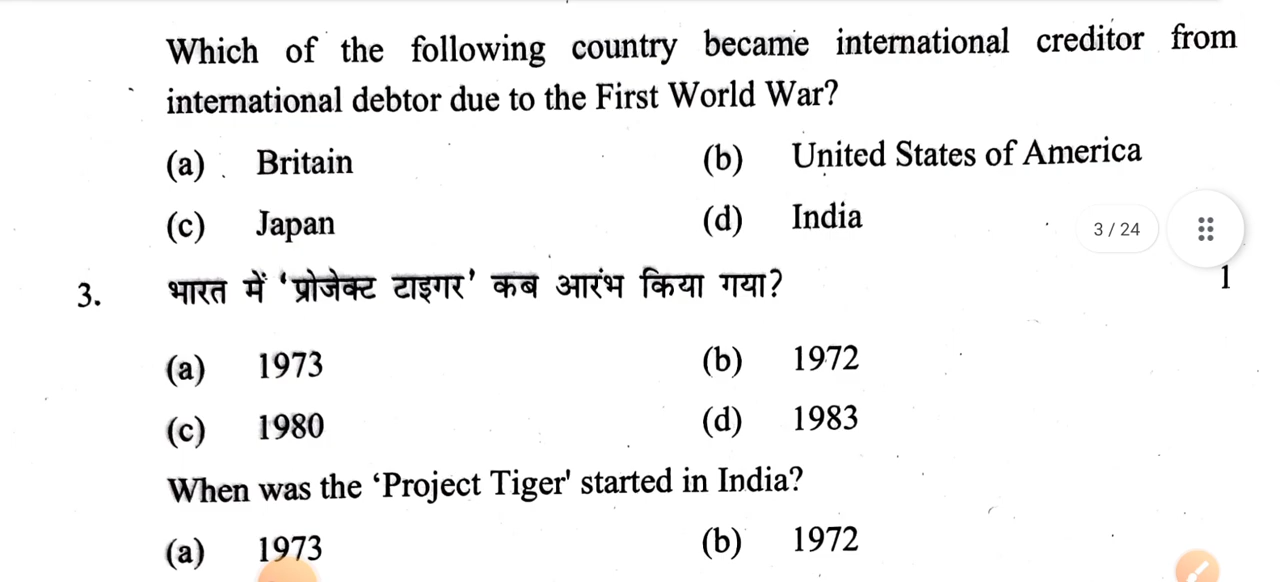 Which of the following country became international creditor from
international debtor due to the First World War?
(a) Britain (b) United States of America
(c) Japan (d) India
3 / 24
3. भारत में ‘प्रोजेक्ट टाइगर’ कब आरंभ किया गया? 1
(a) 1973 (b) 1972
(c) 1980 (d) 1983
When was the ‘Project Tiger' started in India?
(a) 1973 (b) 1972